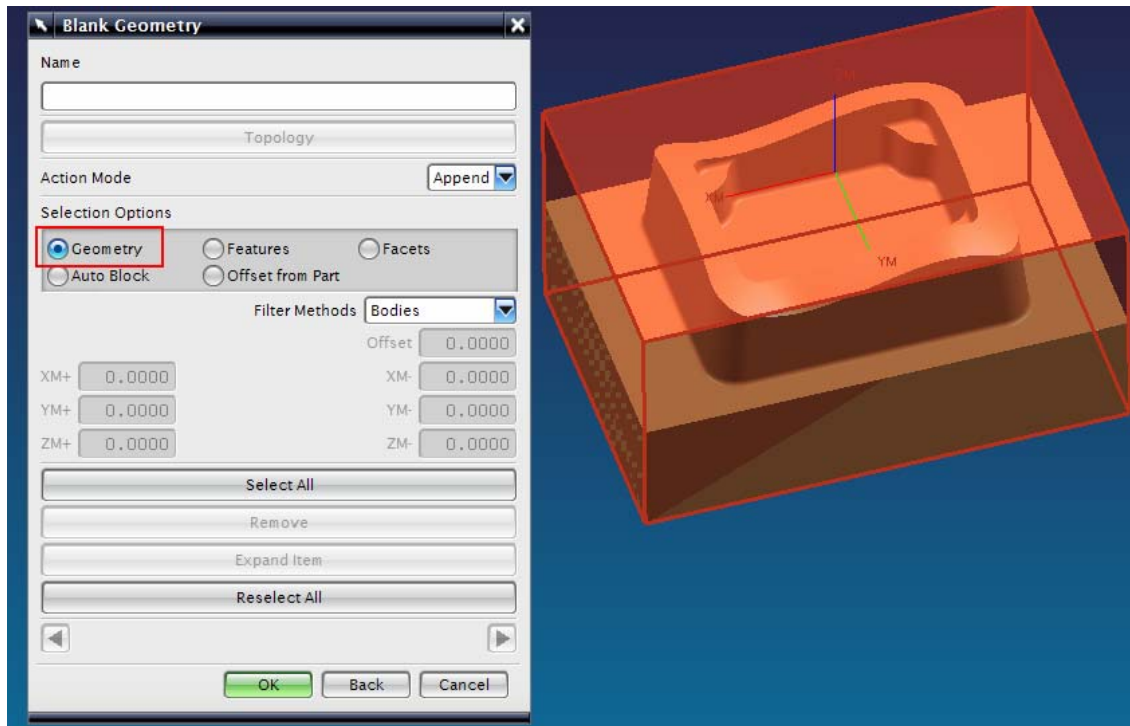 Blank Geometry
Name
Topology
Action Mode Append
Selection Options
Geometry Features Facets
Auto Block Offset from Part
Filter Methods Bodies
Offset 0.0000
XM+ 0.0000 XM- 0.0000
YM+ 0.0000 YM- 0.0000
ZM+ 0.0000 ZM- 0.0000
Select All
Remove
Expand Item
Reselect All
OK Back Cancel
ZM
XM
YM